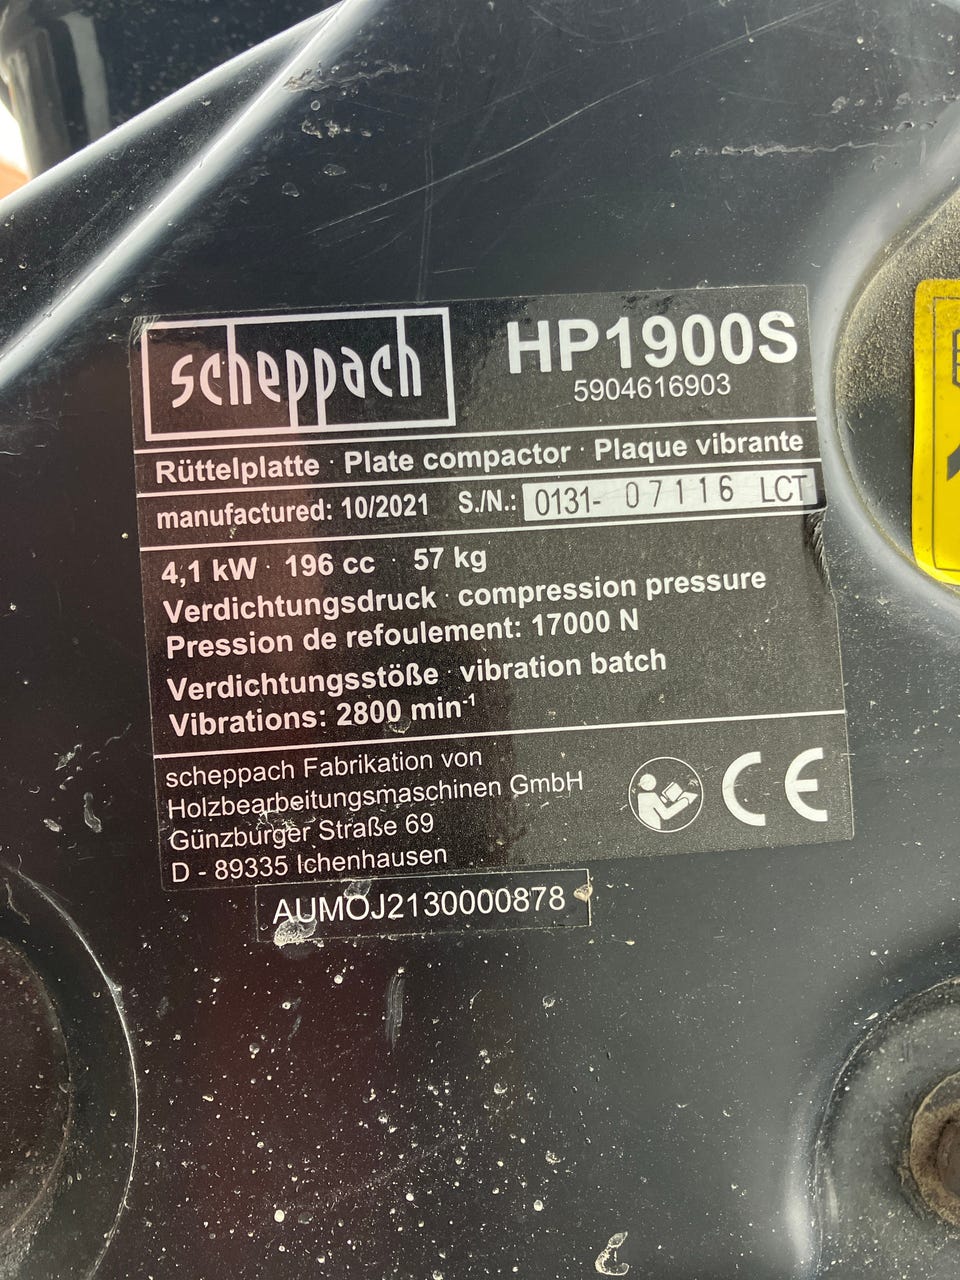 scheppach
HP1900S
5904616903
Rüttelplatte · Plate compactor · Plaque vibrante
manufactured: 10/2021 S./N.: 0131- 07116 LCT
4,1 kW · 196 cc · 57 kg
Verdichtungsdruck · compression pressure
Pression de refoulement: 17000 N
Verdichtungsstöße · vibration batch
Vibrations: 2800 min⁻¹
scheppach Fabrikation von
Holzbearbeitungsmaschinen GmbH
Günzburger Straße 69
D - 89335 Ichenhausen
CE
AUMOJ2130000878